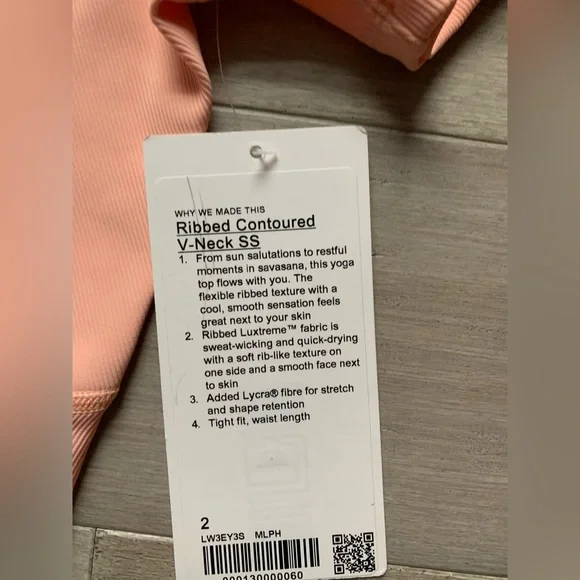 WHY WE MADE THIS
Ribbed Contoured
V-Neck SS
1. From sun salutations to restful
moments in savasana, this yoga
top flows with you. The
flexible ribbed texture with a
cool, smooth sensation feels
great next to your skin
2. Ribbed Luxtreme™ fabric is
sweat-wicking and quick-drying
with a soft rib-like texture on
one side and a smooth face next
to skin
3. Added Lycra® fibre for stretch
and shape retention
4. Tight fit, waist length
2
LW3EY3S MLPH
000130000060